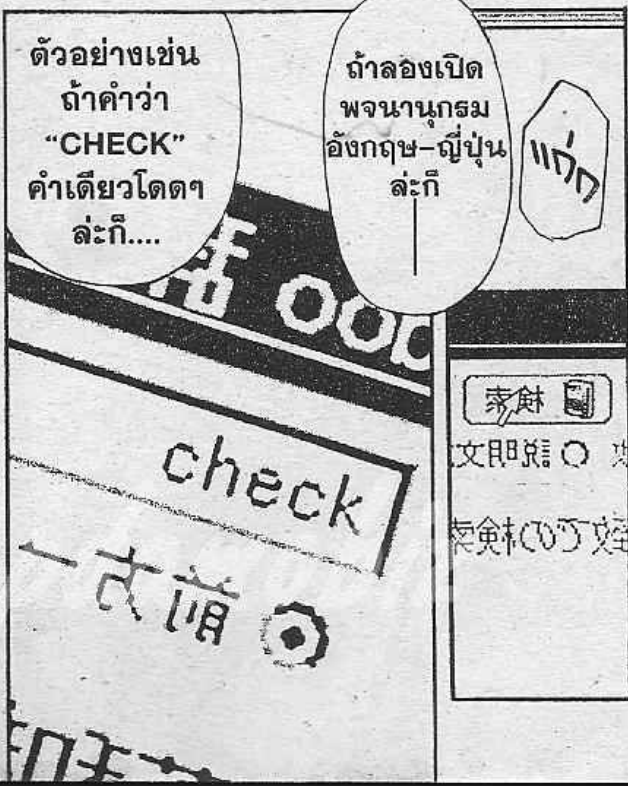 ตัวอย่างเช่น
ถ้าคำว่า
“CHECK”
คำเดียวโดดๆ
ล่ะก็....
ถ้าลองเปิด
พจนานุกรม
อังกฤษ–ญี่ปุ่น
ล่ะก็
check
索検